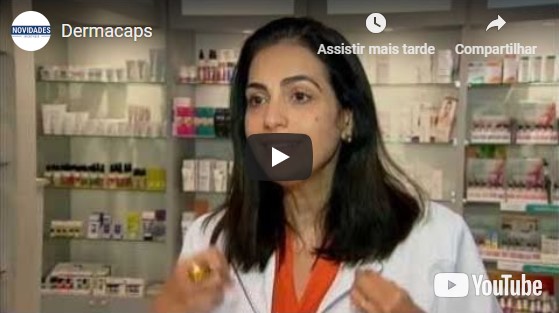 NOVIDADES
Dermacaps
Assistir mais tarde
Compartilhar
YouTube